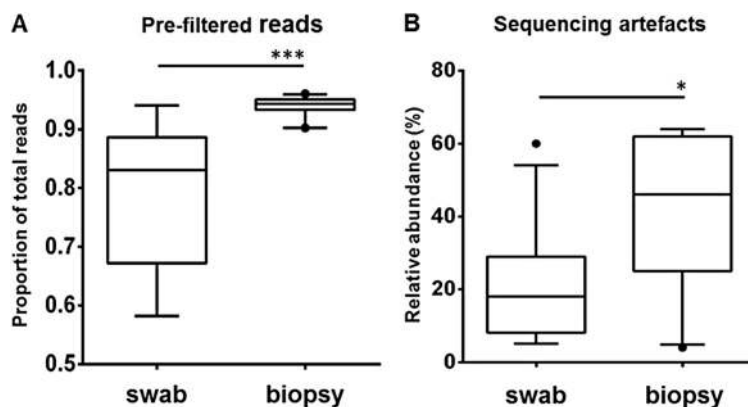 A
Pre-filtered reads
***
Proportion of total reads
1.0
0.9
0.8
0.7
0.6
0.5
swab
biopsy
B
Sequencing artefacts
*
Relative abundance (%)
80
60
40
20
0
swab
biopsy